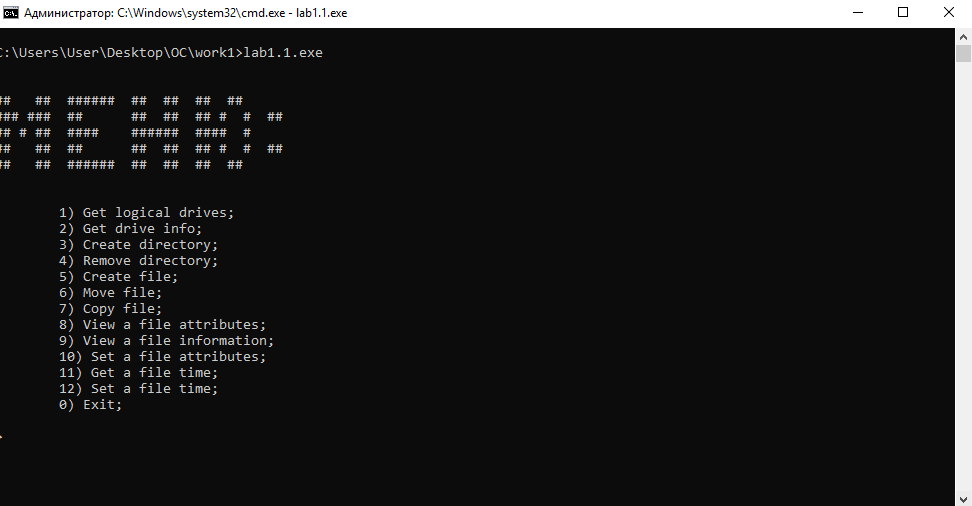 Администратор: C:\Windows\system32\cmd.exe - lab1.1.exe
C:\Users\User\Desktop\OC\work1>lab1.1.exe
##   ##  ######  ##  ##  ##  ##
### ###  ##      ##  ##  ## #  #  ##
## # ##  ####    ######  ####  #
##   ##  ##      ##  ##  ## #  #  ##
##   ##  ######  ##  ##  ##  ##
1) Get logical drives;
2) Get drive info;
3) Create directory;
4) Remove directory;
5) Create file;
6) Move file;
7) Copy file;
8) View a file attributes;
9) View a file information;
10) Set a file attributes;
11) Get a file time;
12) Set a file time;
0) Exit;
>